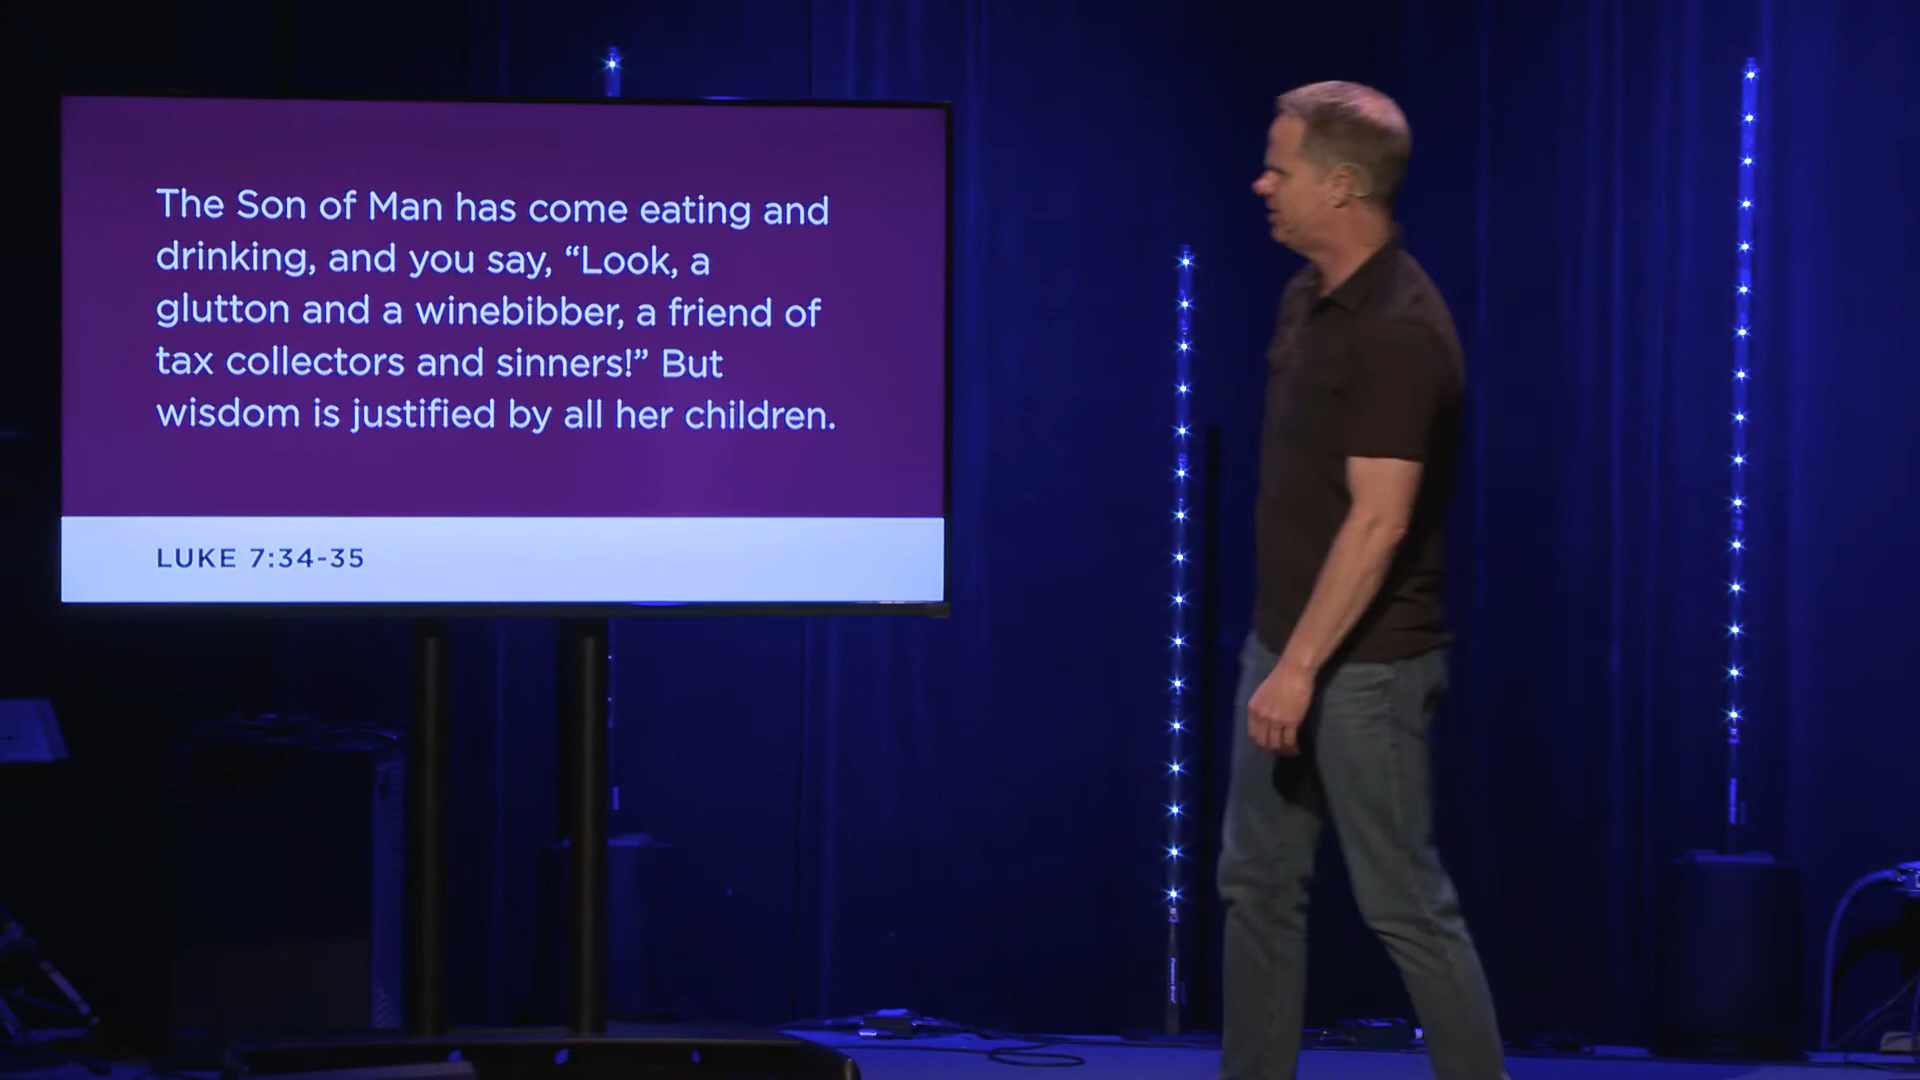 The Son of Man has come eating and
drinking, and you say, “Look, a
glutton and a winebibber, a friend of
tax collectors and sinners!” But
wisdom is justified by all her children.
LUKE 7:34-35